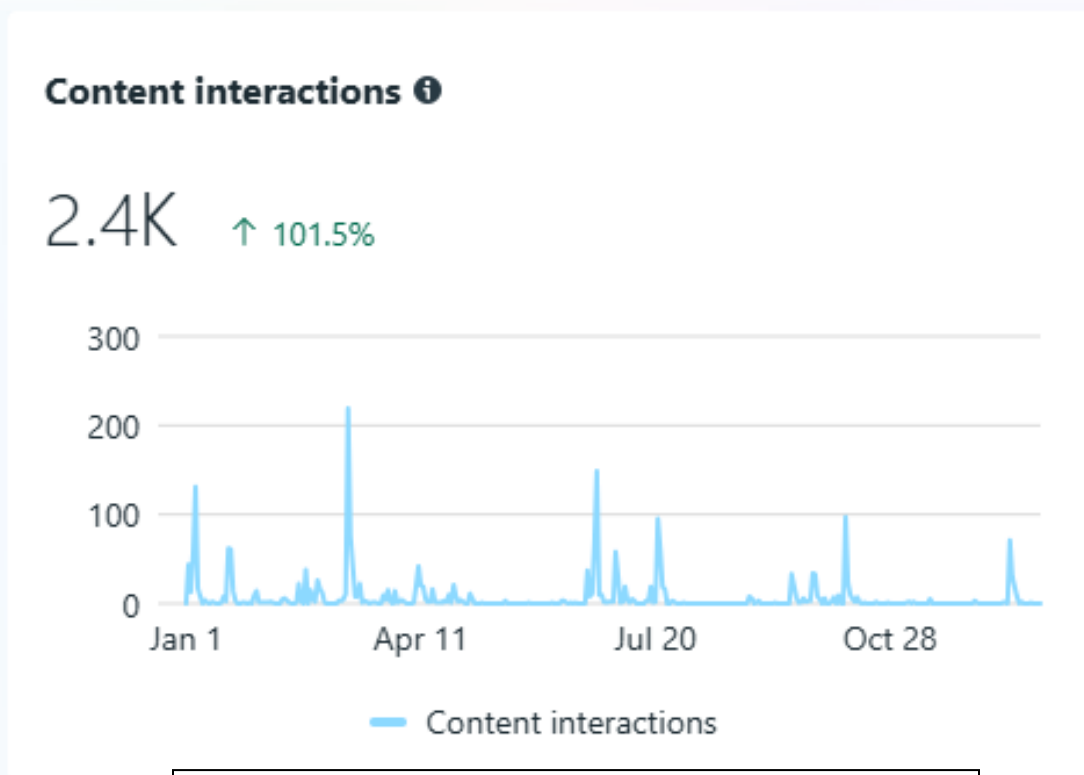 Content interactions
2.4K ↑ 101.5%
300
200
100
0
Jan 1 Apr 11 Jul 20 Oct 28
Content interactions